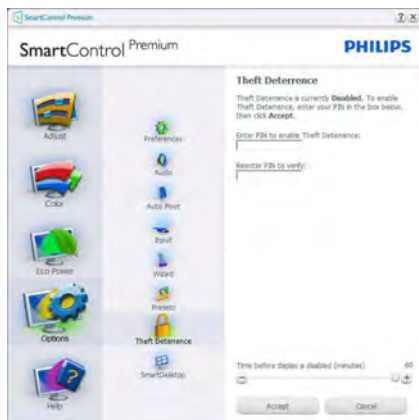 SmartControl Premium
SmartControl Premium
PHILIPS
Adjust
Color
Eco Power
Options
Help
Preferences
Audio
Auto Pivot
Input
Wizard
Presets
Theft Deterrence
SmartDesktop
Theft Deterrence
Theft Deterrence is currently Disabled. To enable
Theft Deterrence, enter your PIN in the box below,
then click Accept.
Enter PIN to enable Theft Deterrence:
Reenter PIN to verify:
Time before display is disabled (minutes) 60
Accept Cancel